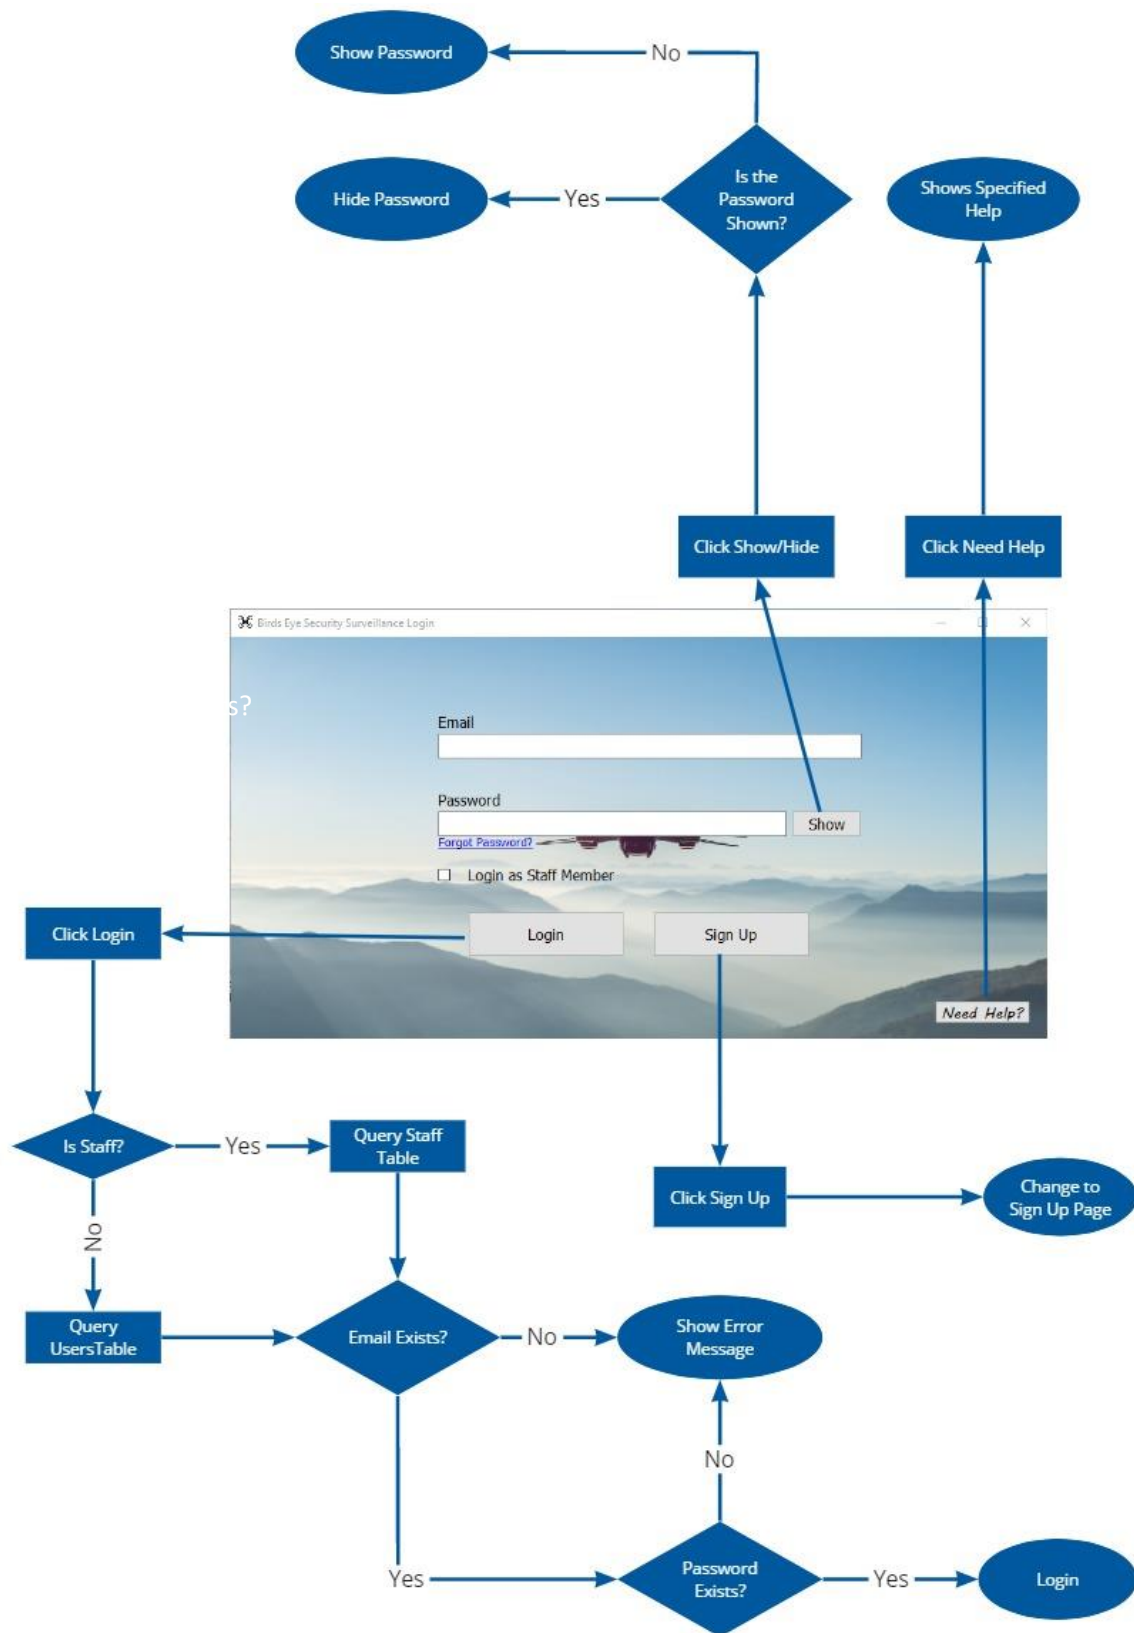 Show Password
No
Hide Password
Yes
Is the
Password
Shown?
Shows Specified
Help
Click Show/Hide
Click Need Help
Birds Eye Security Surveillance Login
s?
Email
Password
Show
Forgot Password?
Login as Staff Member
Click Login
Login
Sign Up
Need Help?
Is Staff?
Yes
Query Staff
Table
No
Click Sign Up
Change to
Sign Up Page
Query
UsersTable
Email Exists?
No
Show Error
Message
No
Yes
Password
Exists?
Yes
Login